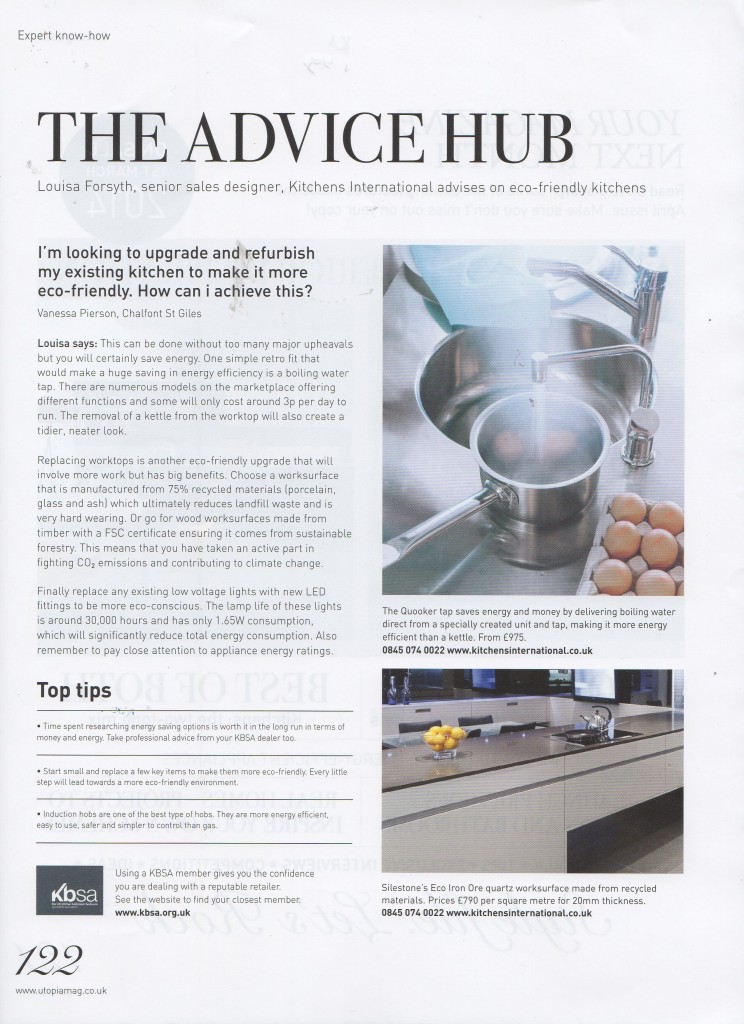 Expert know-how
THE ADVICE HUB
Louisa Forsyth, senior sales designer, Kitchens International advises on eco-friendly kitchens
I'm looking to upgrade and refurbish
my existing kitchen to make it more
eco-friendly. How can i achieve this?
Vanessa Pierson, Chalfont St Giles
Louisa says: This can be done without too many major upheavals
but you will certainly save energy. One simple retro fit that
would make a huge saving in energy efficiency is a boiling water
tap. There are numerous models on the marketplace offering
different functions and some will only cost around 3p per day to
run. The removal of a kettle from the worktop will also create a
tidier, neater look.
Replacing worktops is another eco-friendly upgrade that will
involve more work but has big benefits. Choose a worksurface
that is manufactured from 75% recycled materials (porcelain,
glass and ash) which ultimately reduces landfill waste and is
very hard wearing. Or go for wood worksurfaces made from
timber with a FSC certificate ensuring it comes from sustainable
forestry. This means that you have taken an active part in
fighting CO₂ emissions and contributing to climate change.
Finally replace any existing low voltage lights with new LED
fittings to be more eco-conscious. The lamp life of these lights
is around 30,000 hours and has only 1.65W consumption,
which will significantly reduce total energy consumption. Also
remember to pay close attention to appliance energy ratings.
Top tips
• Time spent researching energy saving options is worth it in the long run in terms of
money and energy. Take professional advice from your KBSA dealer too.
• Start small and replace a few key items to make them more eco-friendly. Every little
step will lead towards a more eco-friendly environment.
• Induction hobs are one of the best type of hobs. They are more energy efficient,
easy to use, safer and simpler to control than gas.
kbsa
Using a KBSA member gives you the confidence
you are dealing with a reputable retailer.
See the website to find your closest member.
www.kbsa.org.uk
The Quooker tap saves energy and money by delivering boiling water
direct from a specially created unit and tap, making it more energy
efficient than a kettle. From £975.
0845 074 0022 www.kitchensinternational.co.uk
Silestone's Eco Iron Ore quartz worksurface made from recycled
materials. Prices £790 per square metre for 20mm thickness.
0845 074 0022 www.kitchensinternational.co.uk
122
www.utopiamag.co.uk